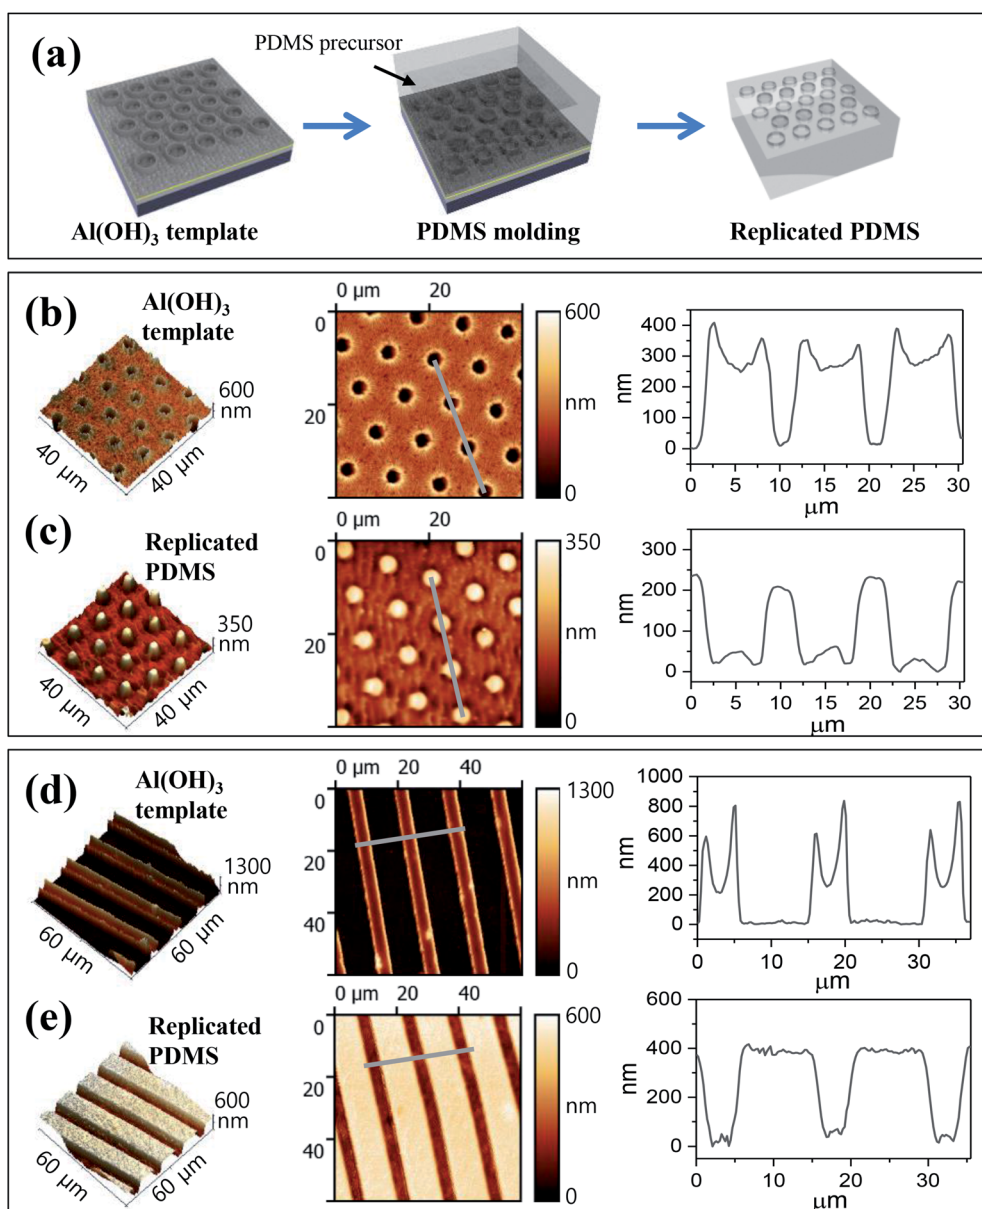 (a)
PDMS precursor
Al(OH)3 template
PDMS molding
Replicated PDMS
(b)
Al(OH)3
template
600
nm
40 µm
40 µm
0 µm 20
0
20
600
nm
0
nm
400
300
200
100
0
0 5 10 15 20 25 30
µm
(c)
Replicated
PDMS
350
nm
40 µm
40 µm
0 µm 20
0
20
350
nm
0
nm
300
200
100
0
0 5 10 15 20 25 30
µm
(d)
Al(OH)3
template
1300
nm
60 µm
60 µm
0 µm 20 40
0
20
40
1300
nm
0
nm
1000
800
600
400
200
0
0 10 20 30
µm
(e)
Replicated
PDMS
600
nm
60 µm
60 µm
0 µm 20 40
0
20
40
600
nm
0
nm
600
400
200
0
0 10 20 30
µm